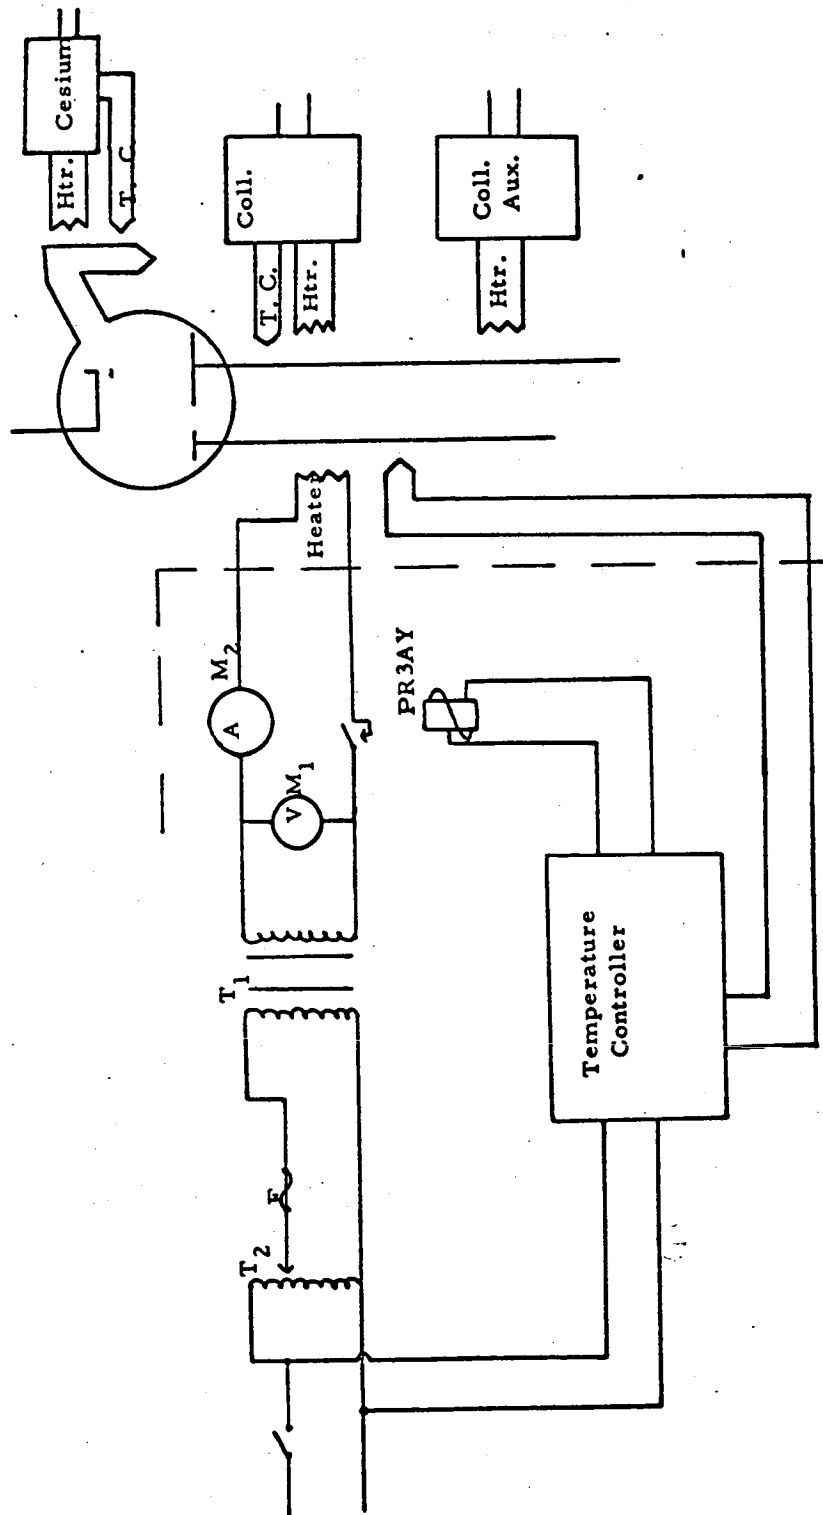 Cesium
Htr.
T. C.
Coll.
T. C.
Htr.
Coll.
Aux.
Htr.
Heater
M2
A
M1
V
PR3AY
T1
Temperature
Controller
F
T2